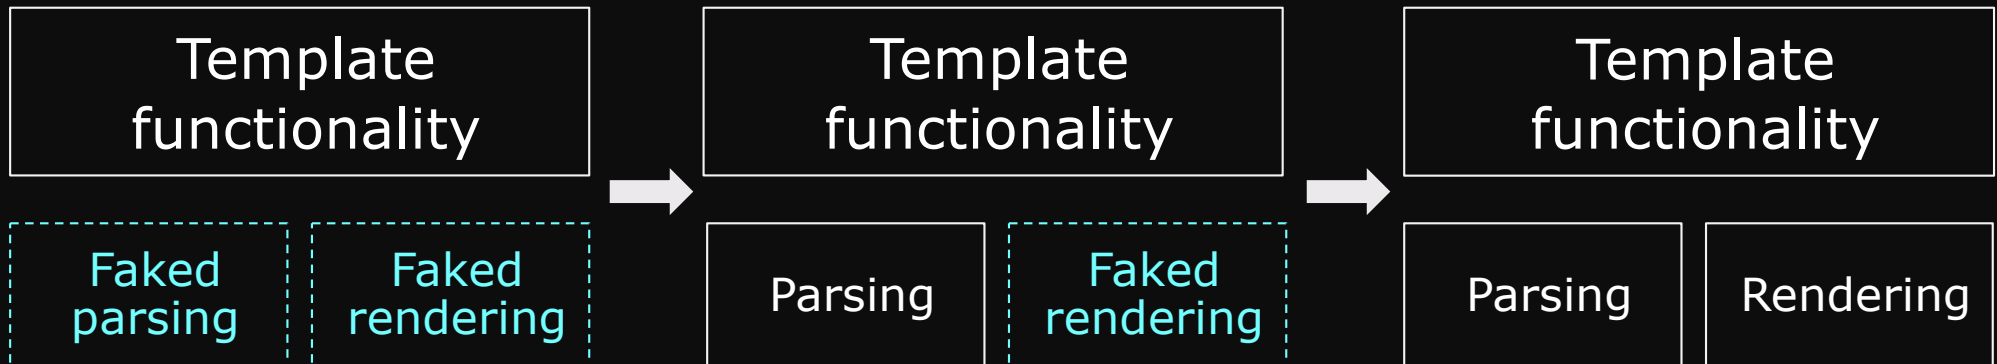 Template
functionality
Faked
parsing
Faked
rendering
Template
functionality
Parsing
Faked
rendering
Template
functionality
Parsing
Rendering